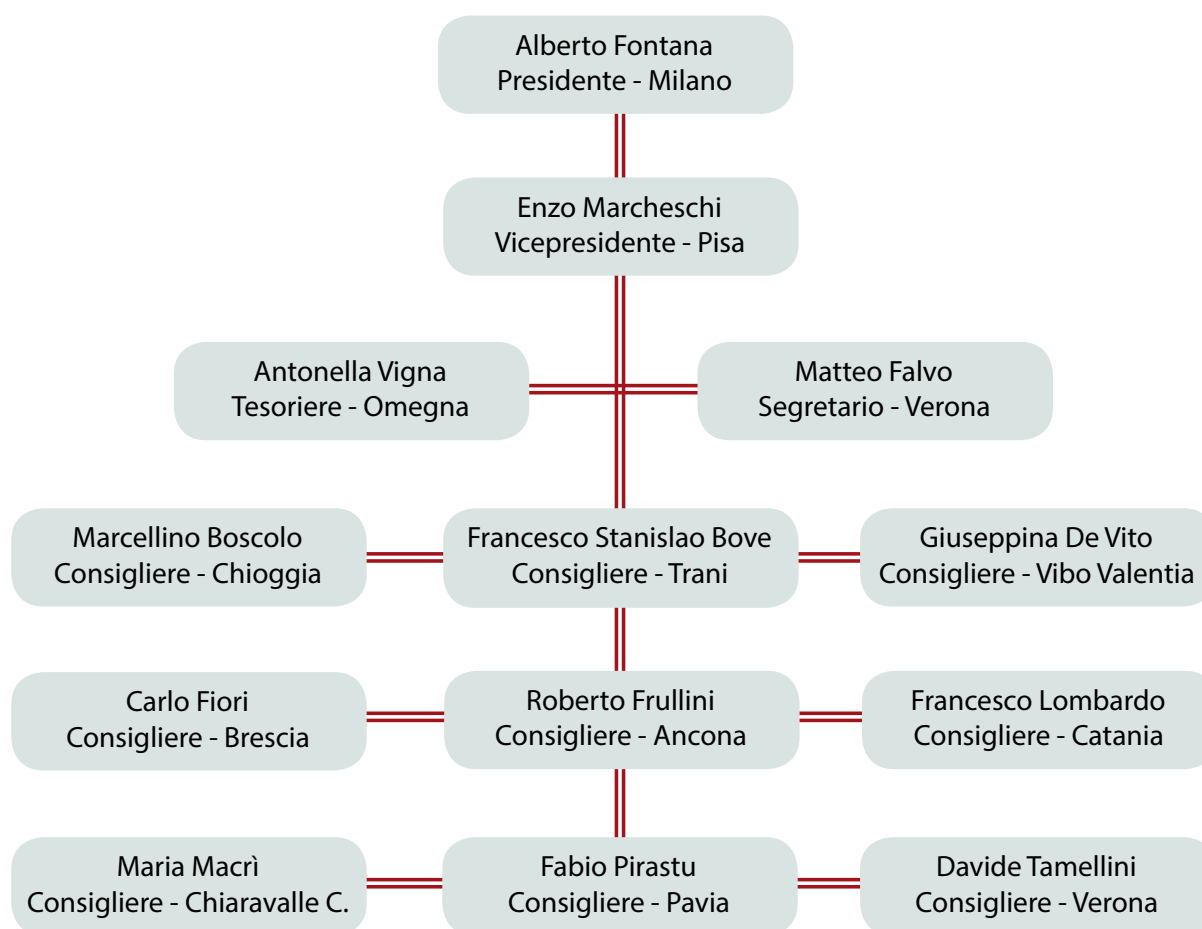 Alberto Fontana
Presidente - Milano
Enzo Marcheschi
Vicepresidente - Pisa
Antonella Vigna
Tesoriere - Omegna
Matteo Falvo
Segretario - Verona
Marcellino Boscolo
Consigliere - Chioggia
Francesco Stanislao Bove
Consigliere - Trani
Giuseppina De Vito
Consigliere - Vibo Valentia
Carlo Fiori
Consigliere - Brescia
Roberto Frullini
Consigliere - Ancona
Francesco Lombardo
Consigliere - Catania
Maria Macrì
Consigliere - Chiaravalle C.
Fabio Pirastu
Consigliere - Pavia
Davide Tamellini
Consigliere - Verona